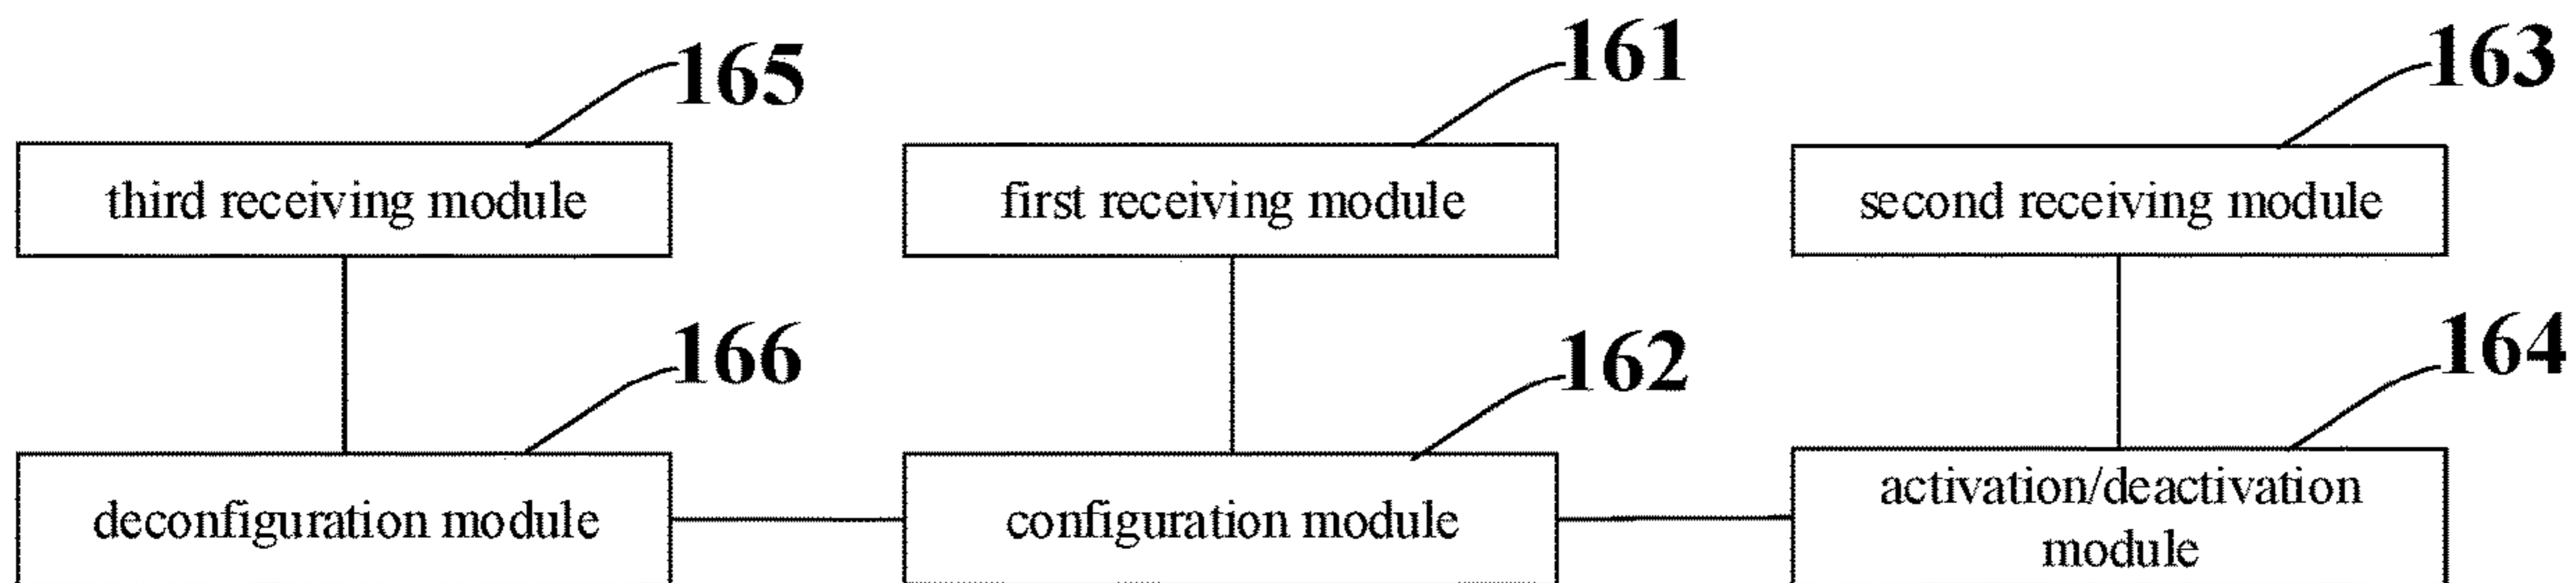 165
161
163
third receiving module
first receiving module
second receiving module
166
162
164
deconfiguration module
configuration module
activation/deactivation
module